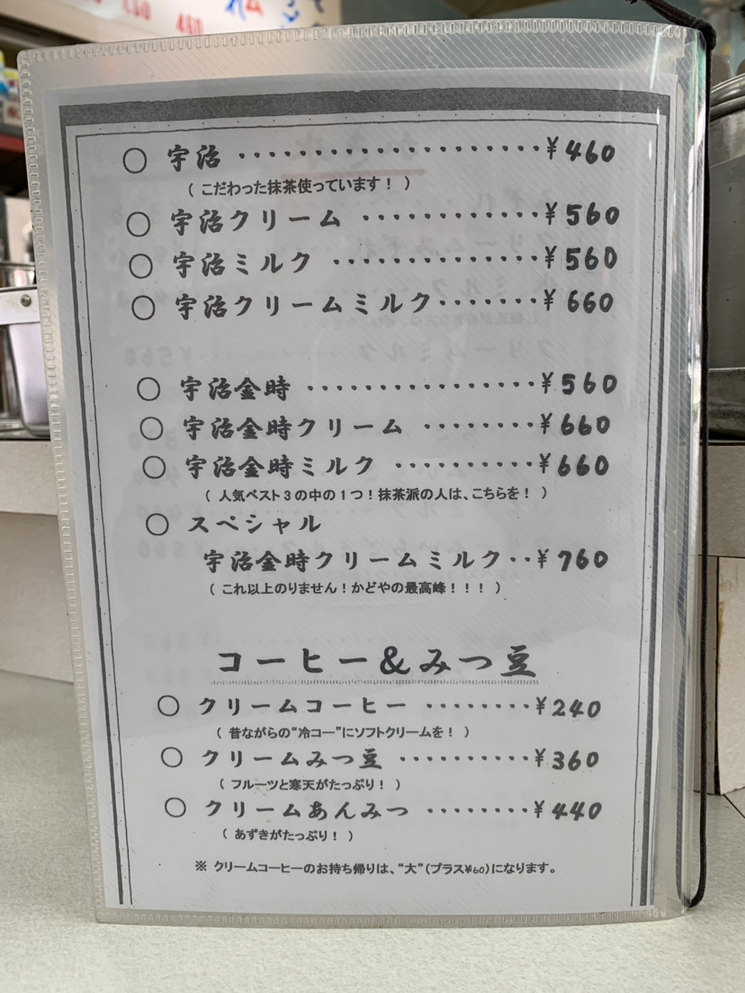 460
○ 宇治 ・・・・・・・・・・・・・・・・・・・・¥460
（ こだわった抹茶使っています！ ）
○ 宇治クリーム ・・・・・・・・・・・・¥560
○ 宇治ミルク ・・・・・・・・・・・・・・¥560
○ 宇治クリームミルク・・・・・・・¥660
○ 宇治金時 ・・・・・・・・・・・・・・・・¥560
○ 宇治金時クリーム ・・・・・・・・・¥660
○ 宇治金時ミルク ・・・・・・・・・・¥660
（ 人気ベスト３の中の１つ！抹茶派の人は、こちらを！ ）
○ スペシャル
宇治金時クリームミルク・・¥760
（ これ以上のりません！かどやの最高峰！！！ ）
コーヒー＆みつ豆
○ クリームコーヒー ・・・・・・・・¥240
（ 昔ながらの“冷コー”にソフトクリームを！ ）
○ クリームみつ豆 ・・・・・・・・・・¥360
（ フルーツと寒天がたっぷり！ ）
○ クリームあんみつ ・・・・・・・・¥440
（ あずきがたっぷり！ ）
※ クリームコーヒーのお持ち帰りは、“大”（プラス¥60）になります。